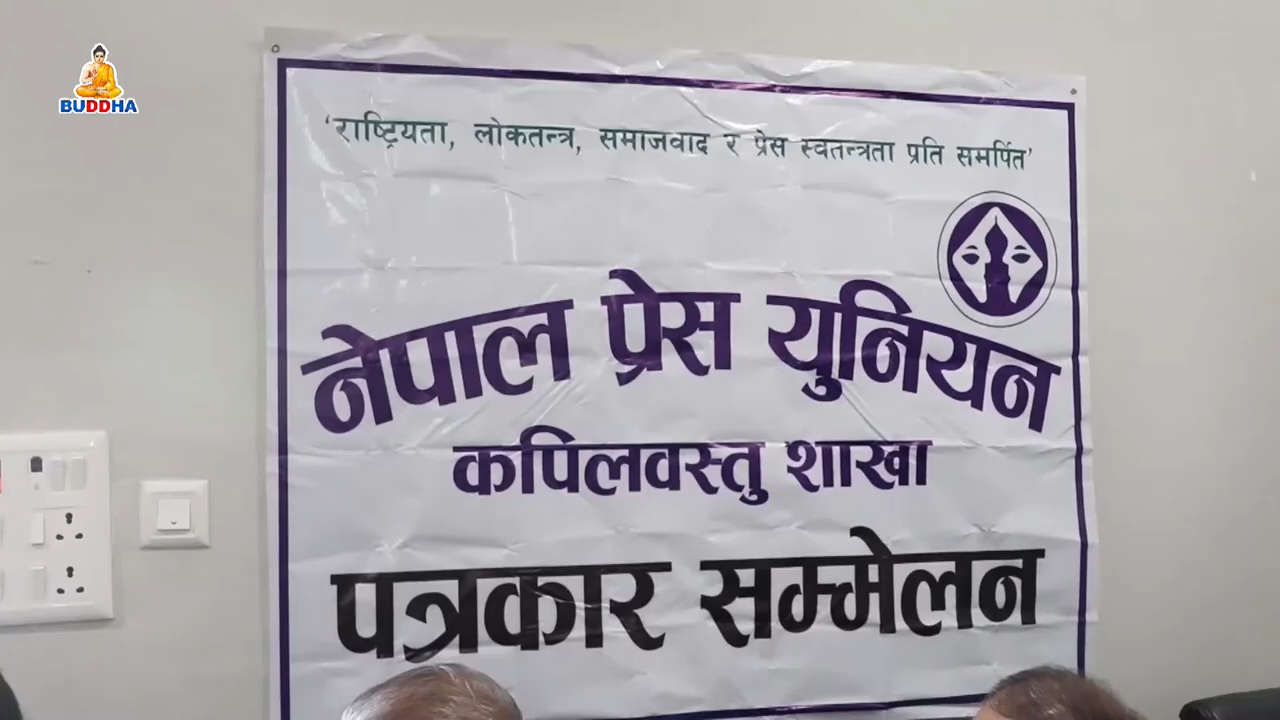 BUDDHA
‘राष्ट्रियता, लोकतन्त्र, समाजवाद र प्रेस स्वतन्त्रता प्रति समर्पित’
नेपाल प्रेस युनियन
कपिलवस्तु शाखा
पत्रकार सम्मेलन